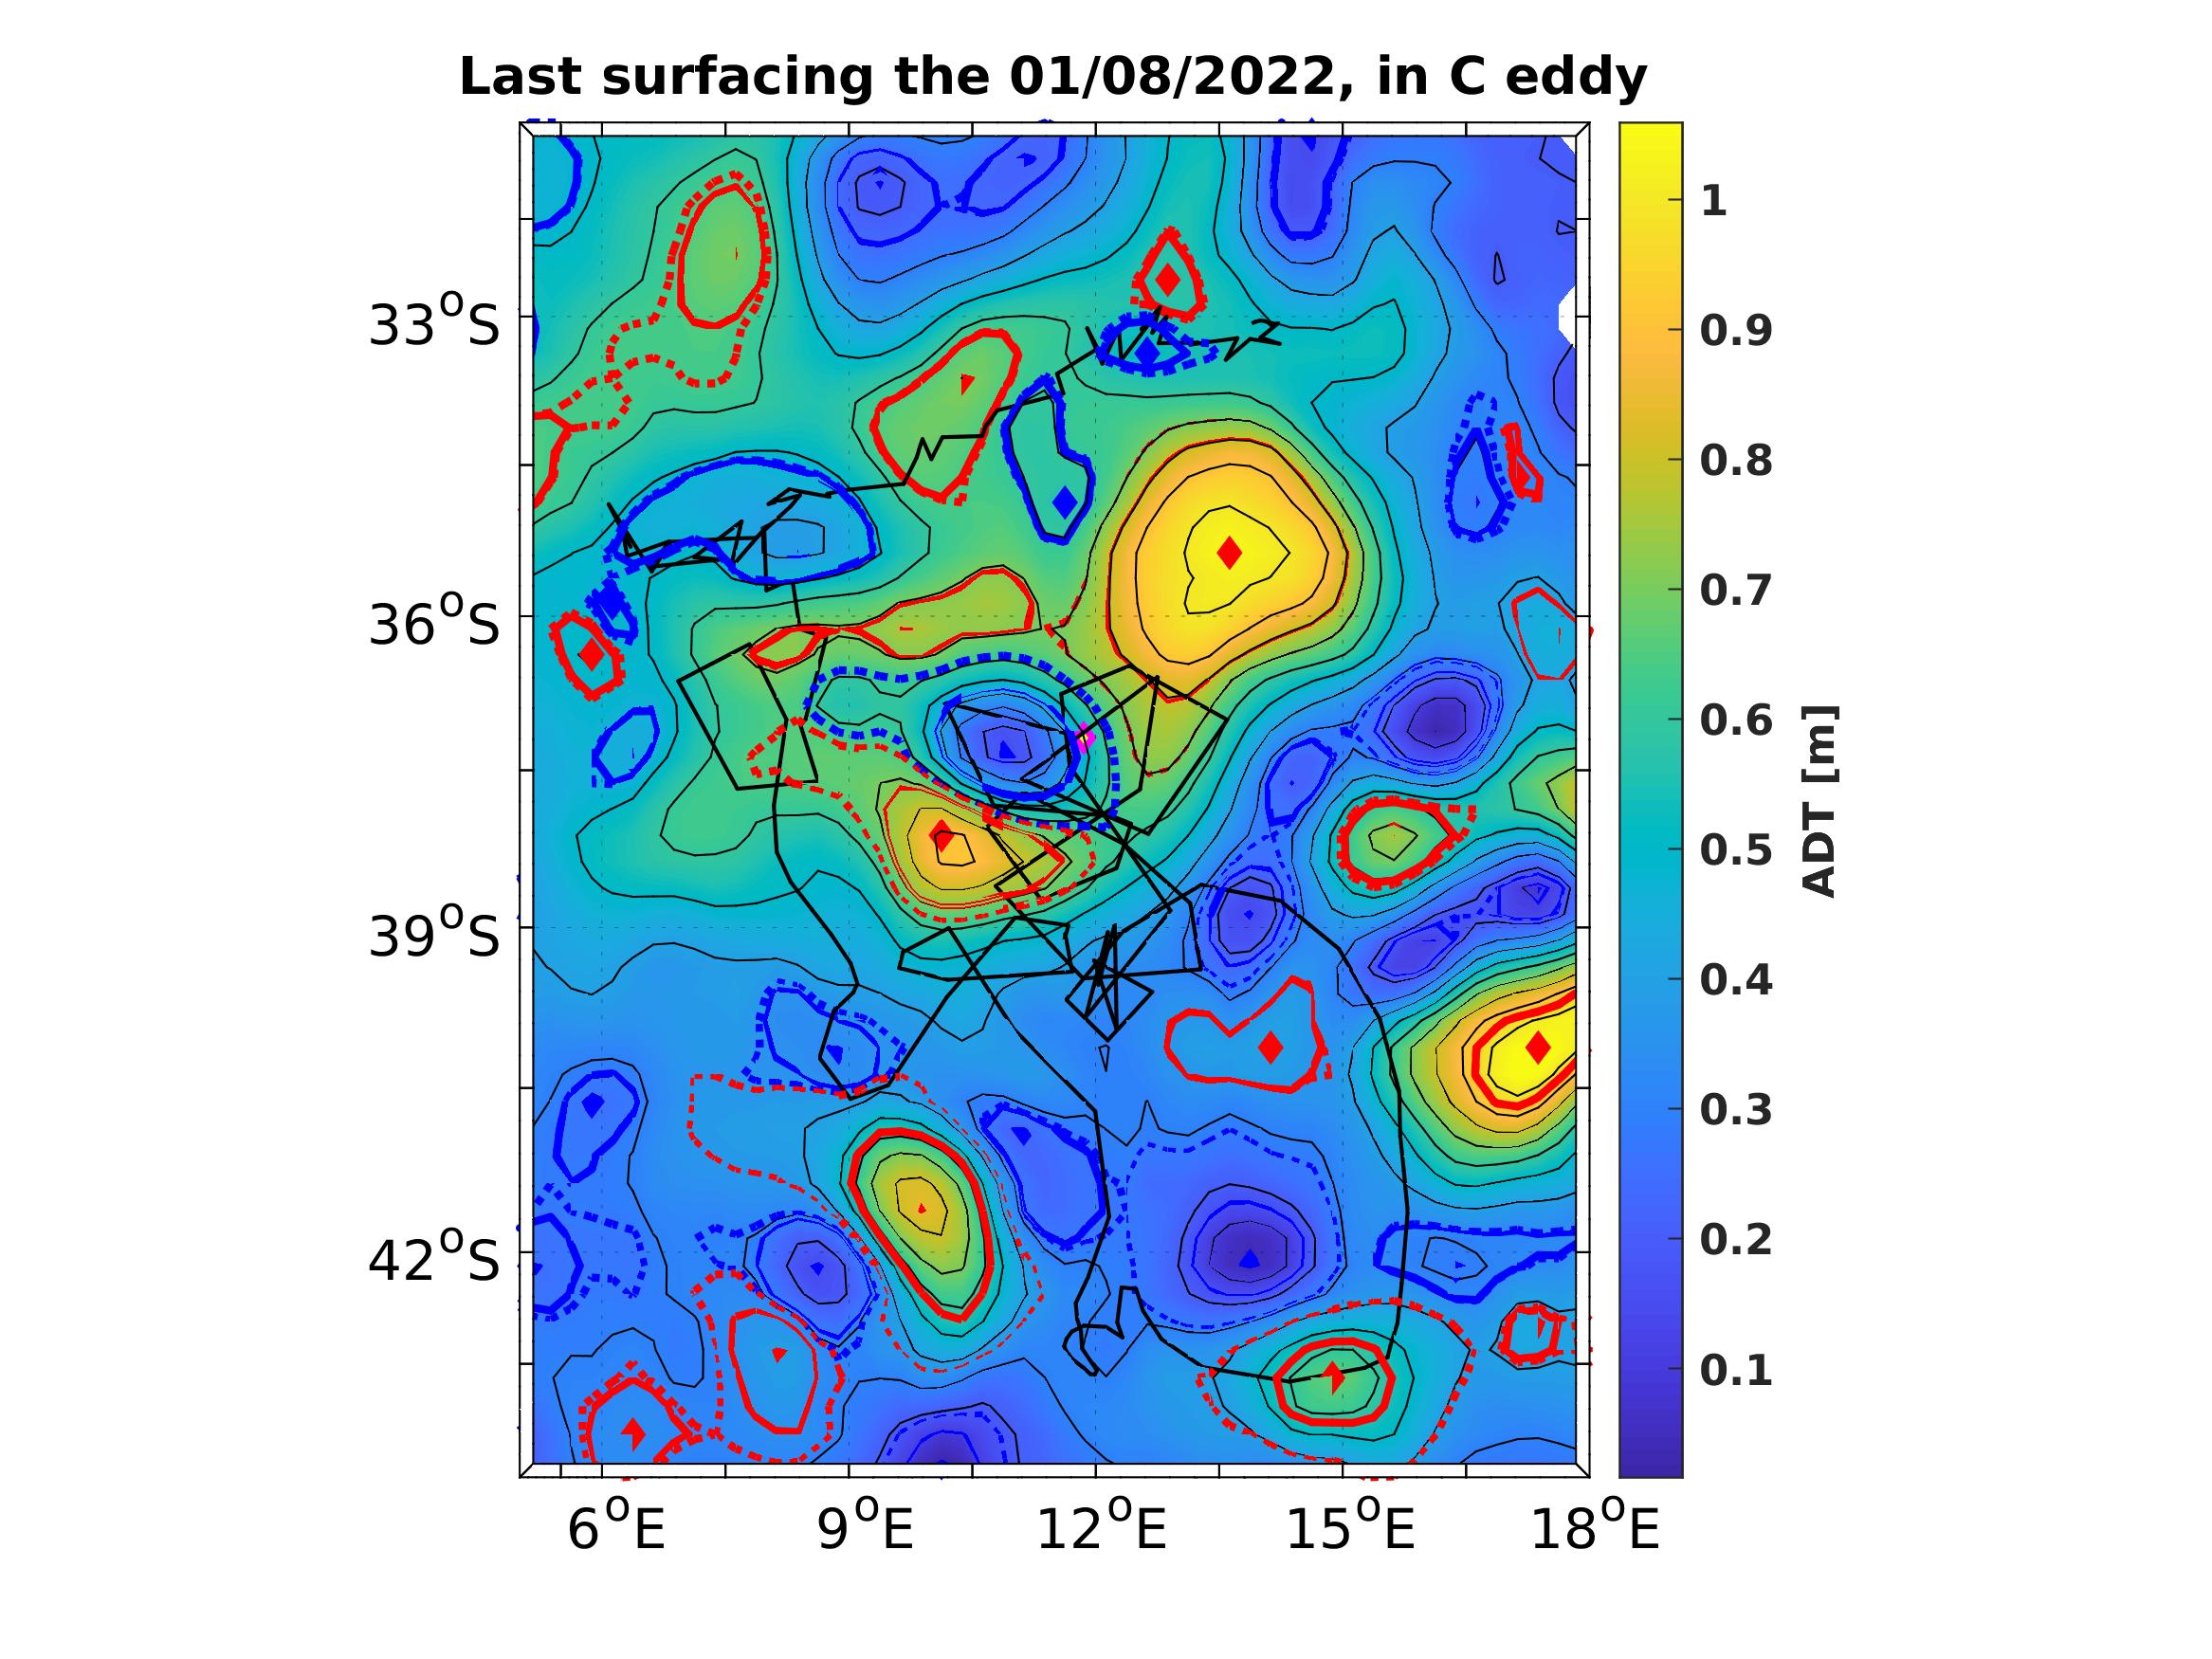 Last surfacing the 01/08/2022, in C eddy
33°S
36°S
39°S
42°S
6°E
9°E
12°E
15°E
18°E
1
0.9
0.8
0.7
0.6
0.5
0.4
0.3
0.2
0.1
ADT [m]